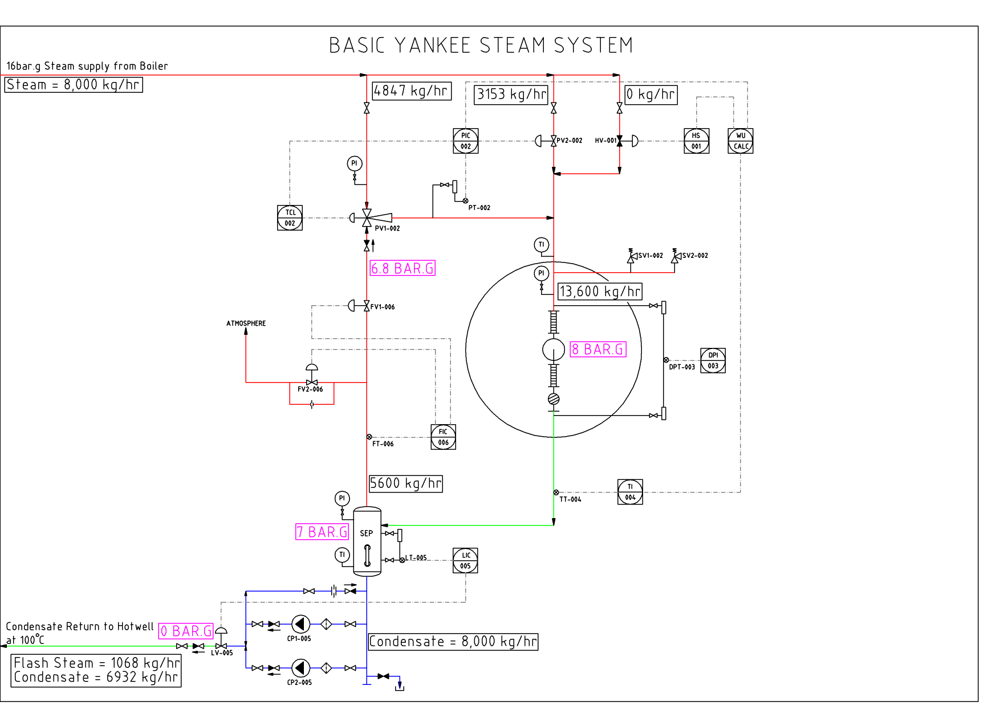 BASIC YANKEE STEAM SYSTEM
16bar.g Steam supply from Boiler
Steam = 8,000 kg/hr
4847 kg/hr
3153 kg/hr
0 kg/hr
PIC
002
PV2-002
HV-001
HS
001
WU
CALC
PI
PT-002
TCL
002
PV1-002
TI
SV1-002
SV2-002
6.8 BAR.G
PI
13,600 kg/hr
FV1-006
ATMOSPHERE
8 BAR.G
DPI
003
DPT-003
FV2-006
FIC
006
FT-006
5600 kg/hr
TI
004
TT-004
PI
7 BAR.G
SEP
TI
LT-005
LIC
005
Condensate Return to Hotwell
at 100°C
0 BAR.G
CP1-005
Condensate = 8,000 kg/hr
LV-005
Flash Steam = 1068 kg/hr
Condensate = 6932 kg/hr
CP2-005